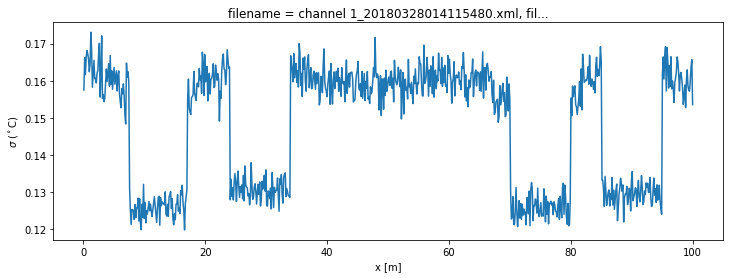 filename = channel 1_20180328014115480.xml, fil...
σ (°C)
0.17
0.16
0.15
0.14
0.13
0.12
0 20 40 60 80 100
x [m]